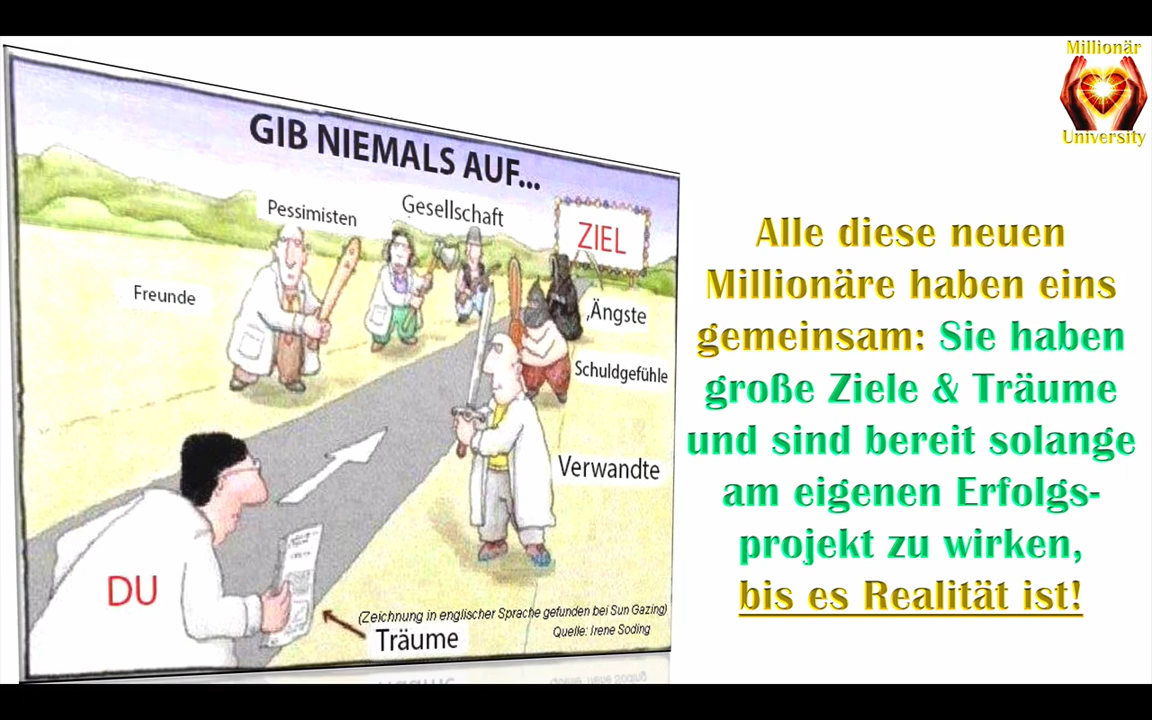 Millionär
University
GIB NIEMALS AUF...
Pessimisten
Gesellschaft
ZIEL
Freunde
,Ängste
Schuldgefühle
Verwandte
DU
(Zeichnung in englischer Sprache gefunden bei Sun Gazing)
Quelle: Irene Soding
Träume
Alle diese neuen
Millionäre haben eins
gemeinsam: Sie haben
große Ziele & Träume
und sind bereit solange
am eigenen Erfolgs-
projekt zu wirken,
bis es Realität ist!